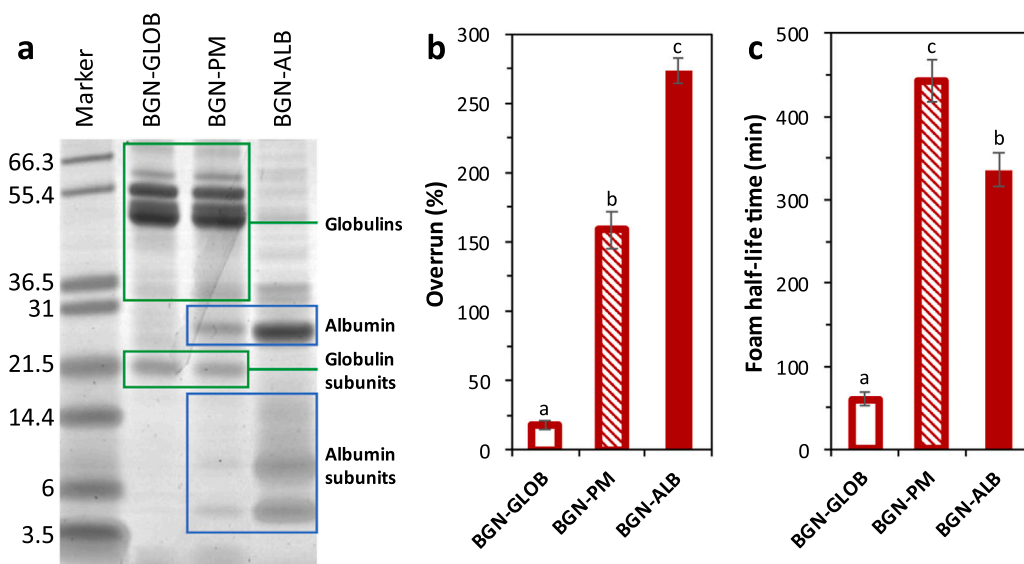 a
Marker
BGN-GLOB
BGN-PM
BGN-ALB
66.3
55.4
36.5
31
21.5
14.4
6
3.5
Globulins
Albumin
Globulin
subunits
Albumin
subunits
b
Overrun (%)
300
250
200
150
100
50
0
a
b
c
BGN-GLOB
BGN-PM
BGN-ALB
c
Foam half-life time (min)
500
400
300
200
100
0
a
c
b
BGN-GLOB
BGN-PM
BGN-ALB